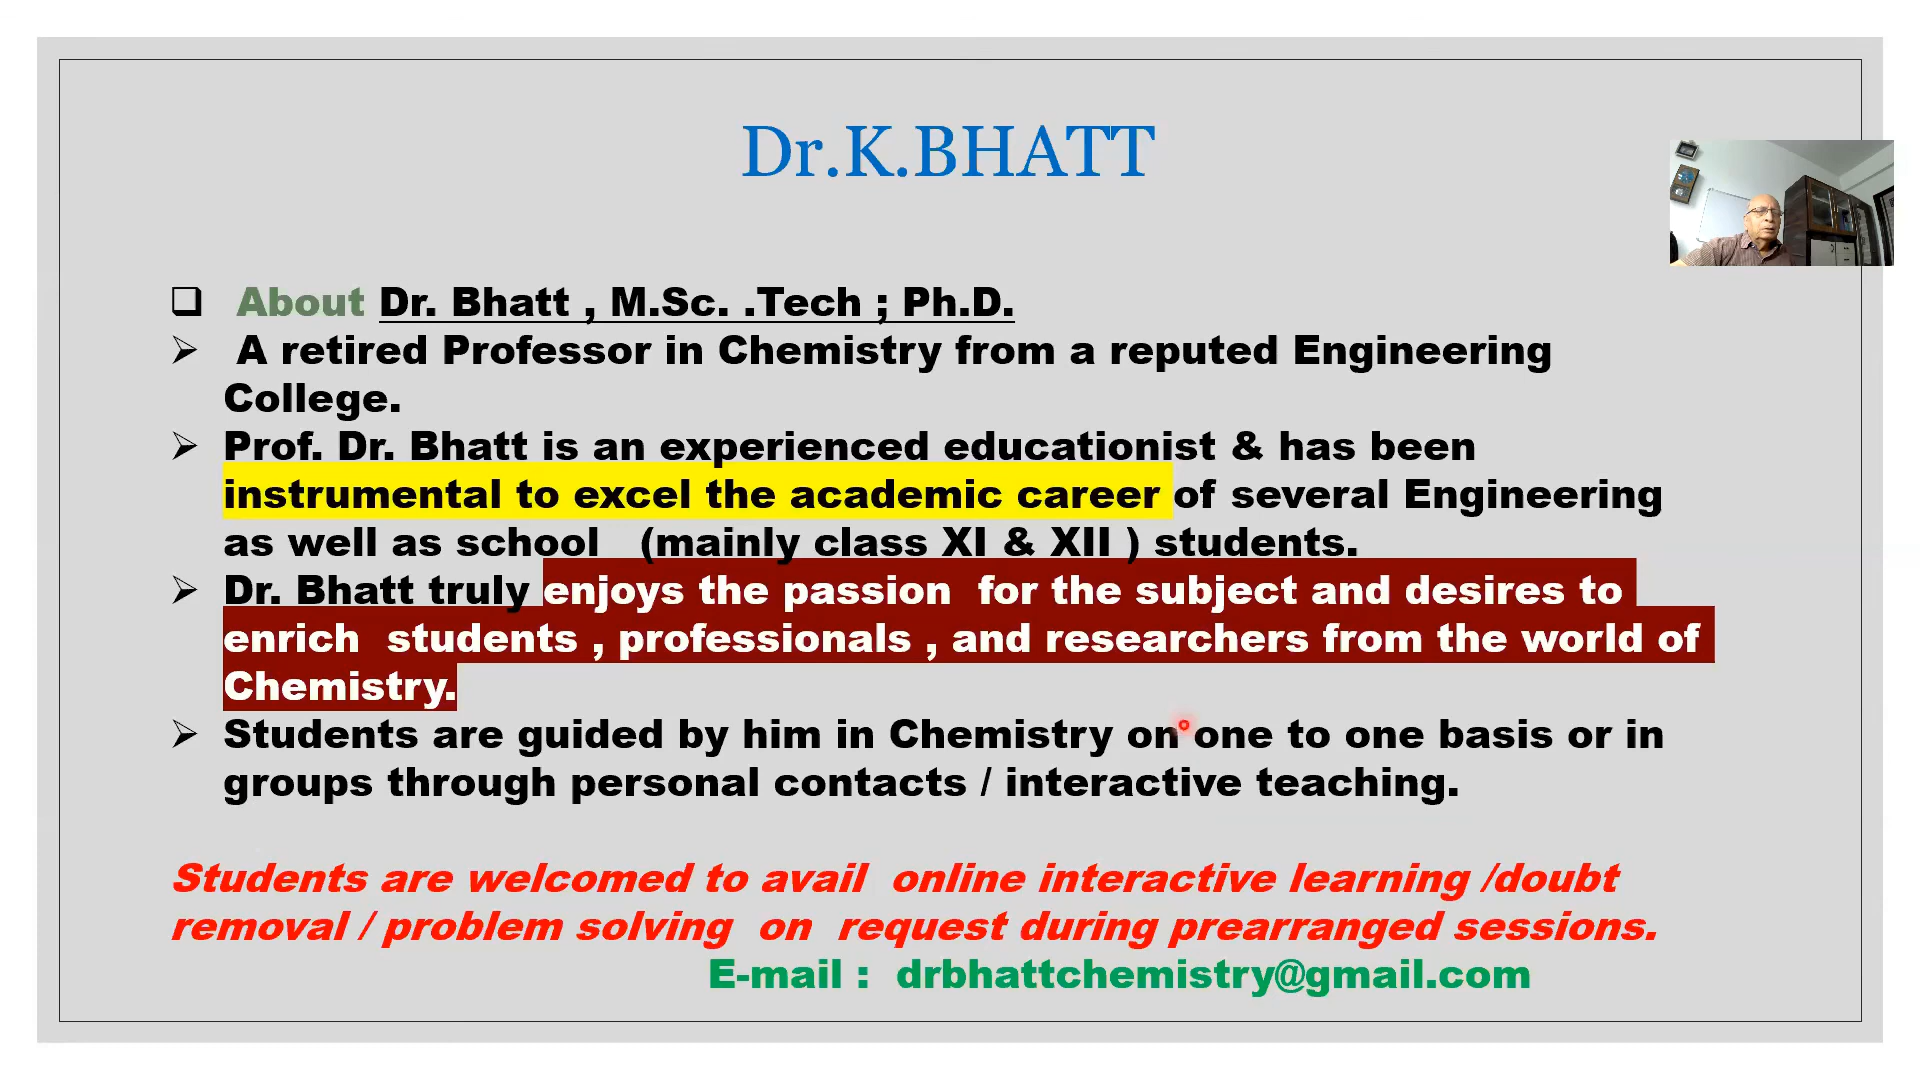 Dr.K.BHATT
About Dr. Bhatt , M.Sc. .Tech ; Ph.D.
A retired Professor in Chemistry from a reputed Engineering
College.
Prof. Dr. Bhatt is an experienced educationist & has been
instrumental to excel the academic career of several Engineering
as well as school (mainly class XI & XII ) students.
Dr. Bhatt truly enjoys the passion for the subject and desires to
enrich students , professionals , and researchers from the world of
Chemistry.
Students are guided by him in Chemistry on one to one basis or in
groups through personal contacts / interactive teaching.
Students are welcomed to avail online interactive learning /doubt
removal / problem solving on request during prearranged sessions.
E-mail : drbhattchemistry@gmail.com